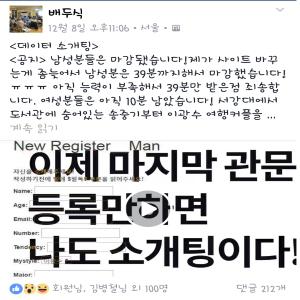 배두식
12월 8일 오후11:06 · 서울 ·
<데이터 소개팅>
<공지> 남성분들은 마감됐습니다!제가 사이트 바꾸
는게 좀늦어서 남성분은 39분까지해서 마감했습니다!
ㅠㅠㅠ 아직 능력이 부족해서 39분만 받은점 죄송합
니다. 여성분들은 아직 10분 남았습니다! 서강대에서
도서관에 숨어있는 송중기부터 이광수 여행커플을 ...
계속 읽기
New Register Man
이제 마지막 관문
등록만하면
나도 소개팅이다!
Name:
Age:
Email:
Number:
Tendency:
Mystyle:
Major:
회원님, 김병철님 외 100명
댓글 212개